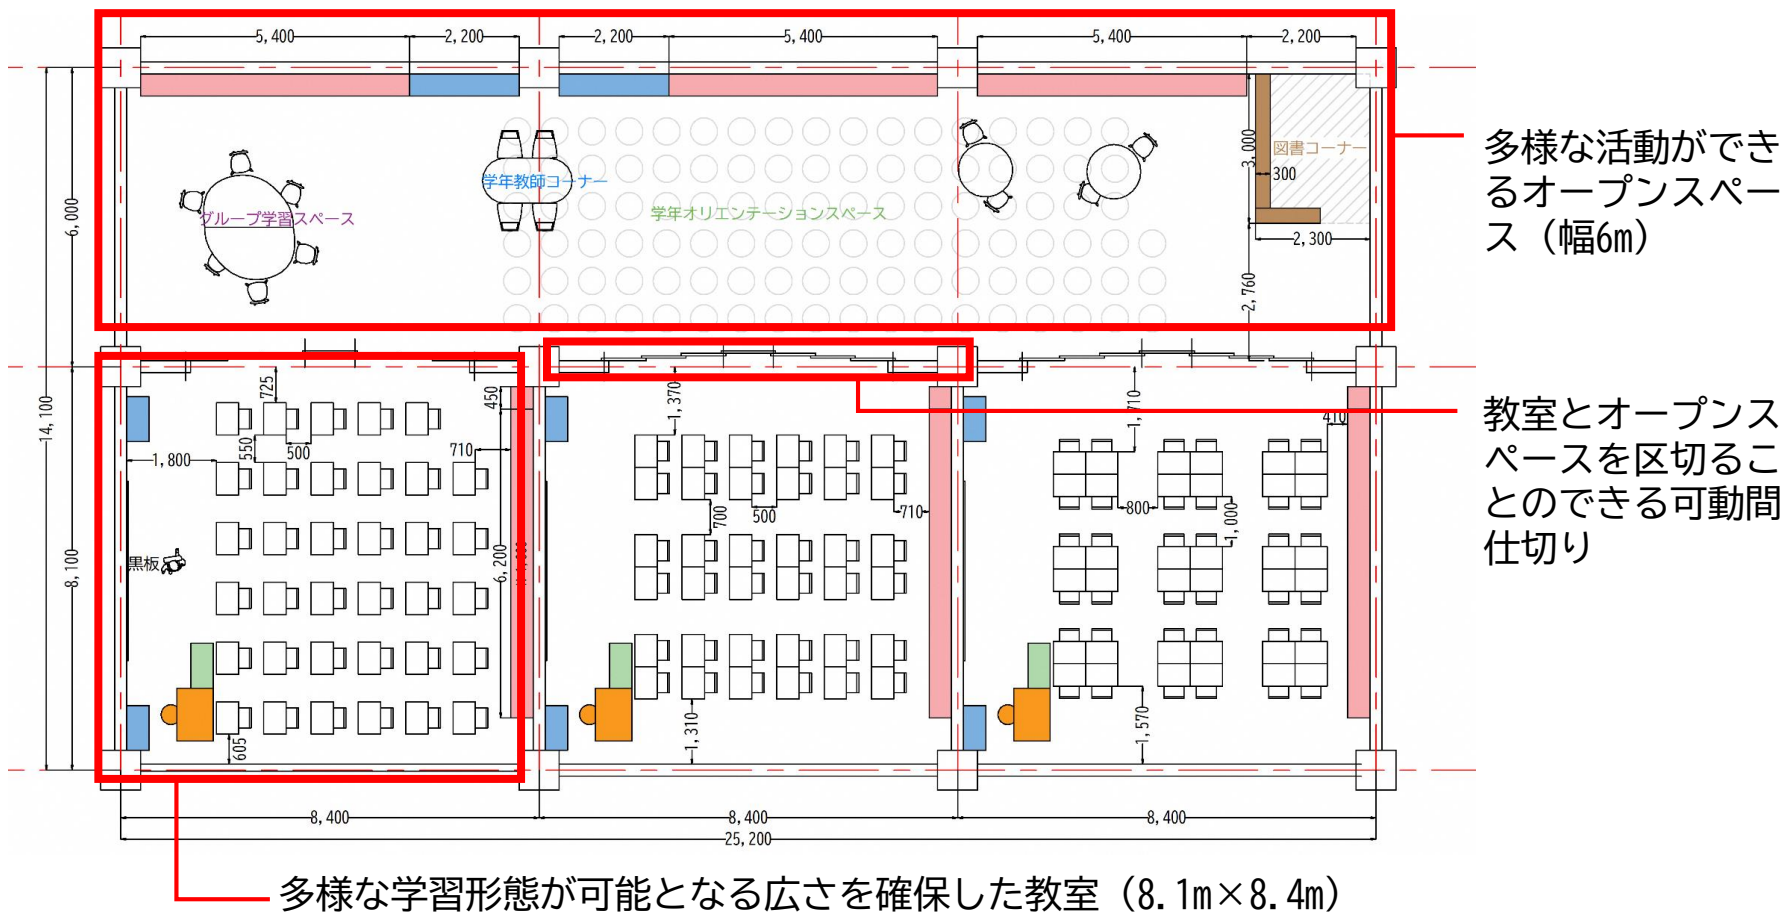 5,400
2,200
2,200
5,400
5,400
2,200
多様な活動ができ
るオープンスペー
ス（幅6m）
図書コーナー
3,000
300
2,300
2,760
学年教師コーナー
グループ学習スペース
学年オリエンテーションスペース
6,000
14,100
8,100
725
450
550
500
710
1,800
黒板
6,200
605
1,370
700
500
710
1,310
1,710
410
800
1,000
1,570
教室とオープンス
ペースを区切るこ
とのできる可動間
仕切り
8,400
8,400
8,400
25,200
多様な学習形態が可能となる広さを確保した教室（8.1m×8.4m）